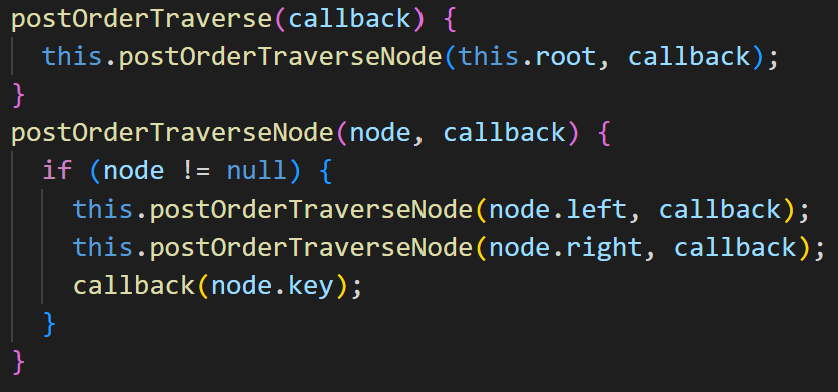 postOrderTraverse(callback) {
  this.postOrderTraverseNode(this.root, callback);
}
postOrderTraverseNode(node, callback) {
  if (node != null) {
    this.postOrderTraverseNode(node.left, callback);
    this.postOrderTraverseNode(node.right, callback);
    callback(node.key);
  }
}